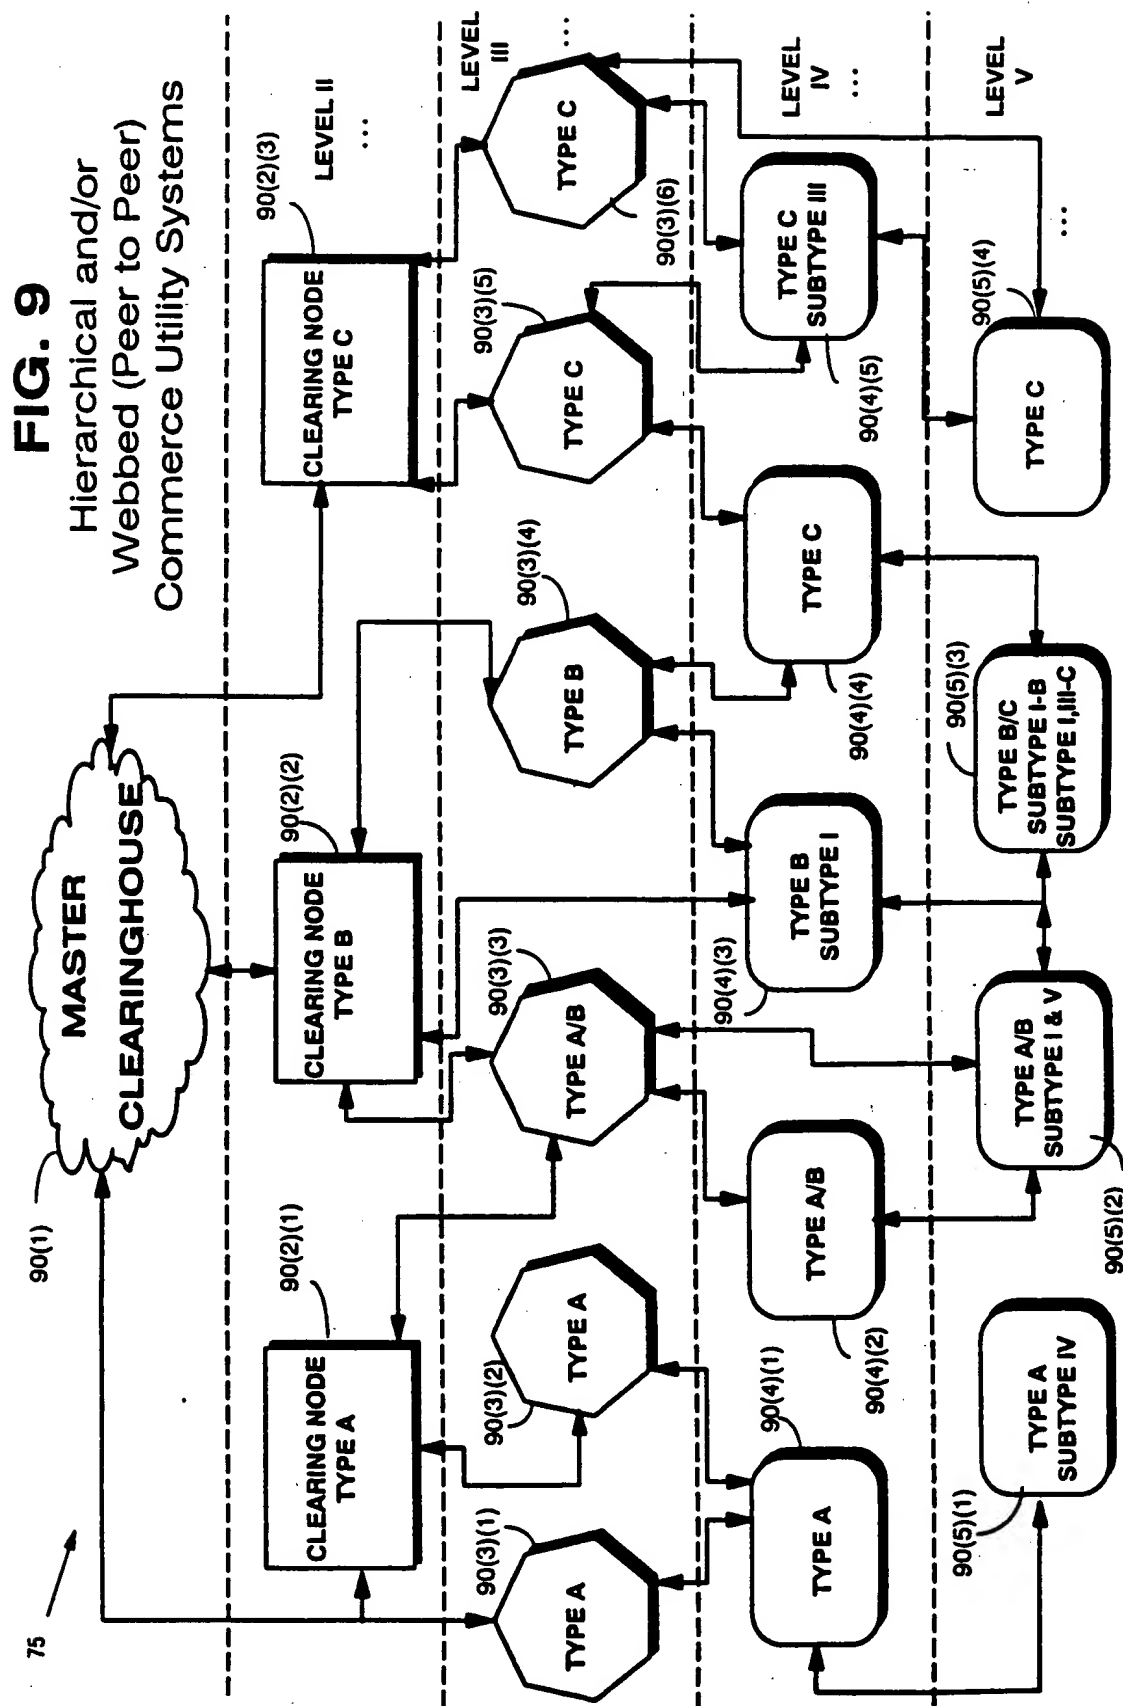 FIG. 9
Hierarchical and/or
Webbed (Peer to Peer)
Commerce Utility Systems
75
90(1)
MASTER
CLEARINGHOUSE
LEVEL II
...
90(2)(1)
CLEARING NODE
TYPE A
90(2)(2)
CLEARING NODE
TYPE B
90(2)(3)
CLEARING NODE
TYPE C
LEVEL
III
...
90(3)(1)
TYPE A
90(3)(2)
TYPE A
90(3)(3)
TYPE A/B
90(3)(4)
TYPE B
90(3)(5)
TYPE C
90(3)(6)
TYPE C
LEVEL
IV
...
90(4)(1)
TYPE A
90(4)(2)
TYPE A/B
90(4)(3)
TYPE B
SUBTYPE I
90(4)(4)
TYPE C
90(4)(5)
TYPE C
SUBTYPE III
LEVEL
V
...
90(5)(1)
TYPE A
SUBTYPE IV
90(5)(2)
TYPE A/B
SUBTYPE I & V
90(5)(3)
TYPE B/C
SUBTYPE I-B
SUBTYPE I,III-C
90(5)(4)
TYPE C